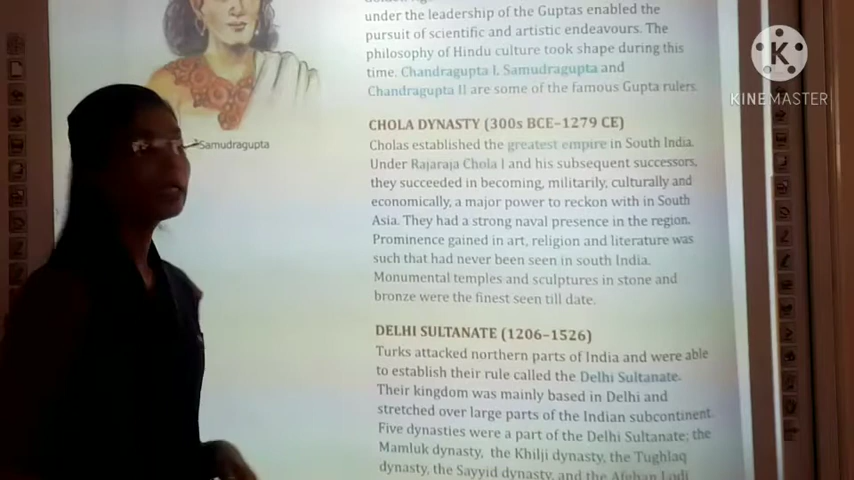 under the leadership of the Guptas enabled the
pursuit of scientific and artistic endeavours. The
philosophy of Hindu culture took shape during this
time. Chandragupta I, Samudragupta and
Chandragupta II are some of the famous Gupta rulers.
Samudragupta
CHOLA DYNASTY (300s BCE–1279 CE)
Cholas established the greatest empire in South India.
Under Rajaraja Chola I and his subsequent successors,
they succeeded in becoming, militarily, culturally and
economically, a major power to reckon with in South
Asia. They had a strong naval presence in the region.
Prominence gained in art, religion and literature was
such that had never been seen in south India.
Monumental temples and sculptures in stone and
bronze were the finest seen till date.
DELHI SULTANATE (1206–1526)
Turks attacked northern parts of India and were able
to establish their rule called the Delhi Sultanate.
Their kingdom was mainly based in Delhi and
stretched over large parts of the Indian subcontinent.
Five dynasties were a part of the Delhi Sultanate; the
Mamluk dynasty, the Khilji dynasty, the Tughlaq
dynasty, the Sayyid dynasty, and the Afghan Lodi
K
KINEMASTER